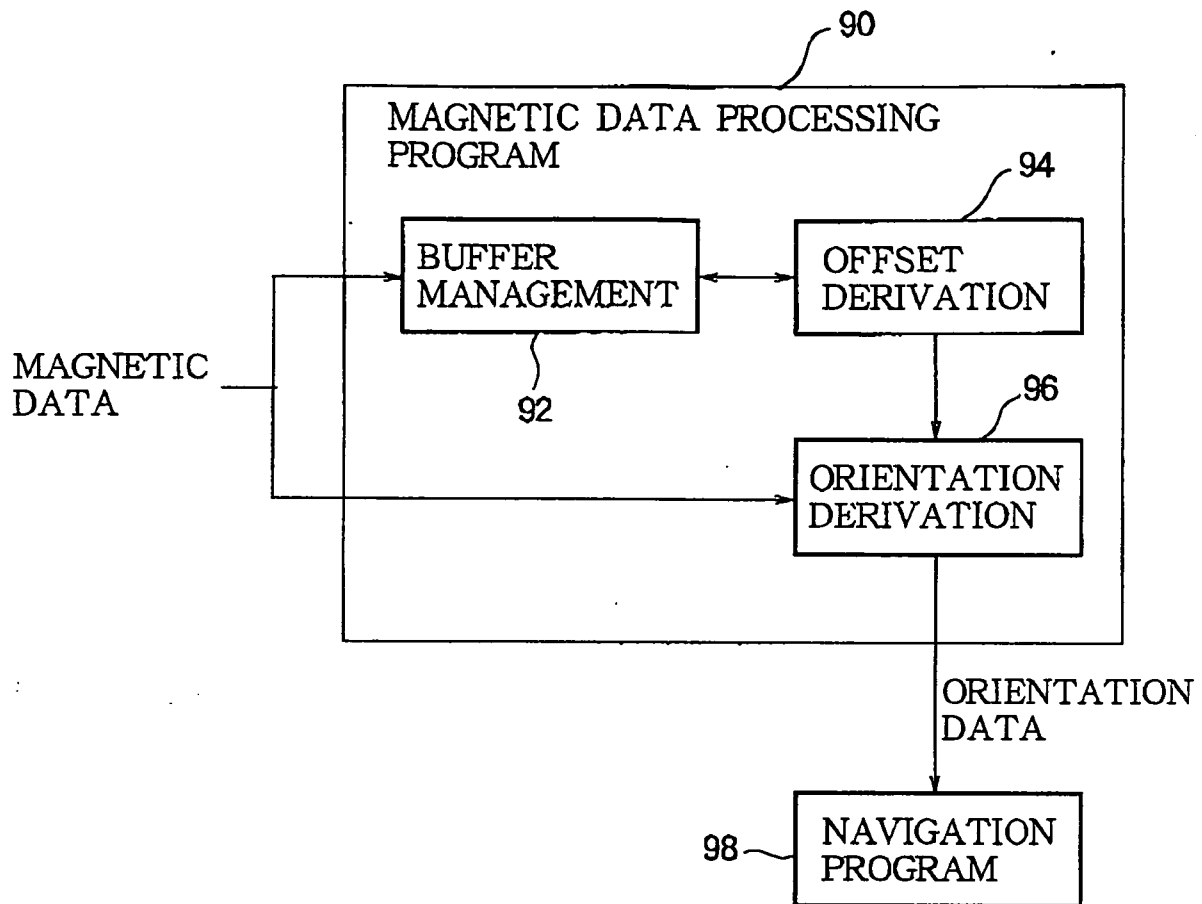 90
MAGNETIC DATA PROCESSING
PROGRAM
94
BUFFER
MANAGEMENT
OFFSET
DERIVATION
MAGNETIC
DATA
92
96
ORIENTATION
DERIVATION
ORIENTATION
DATA
98
NAVIGATION
PROGRAM